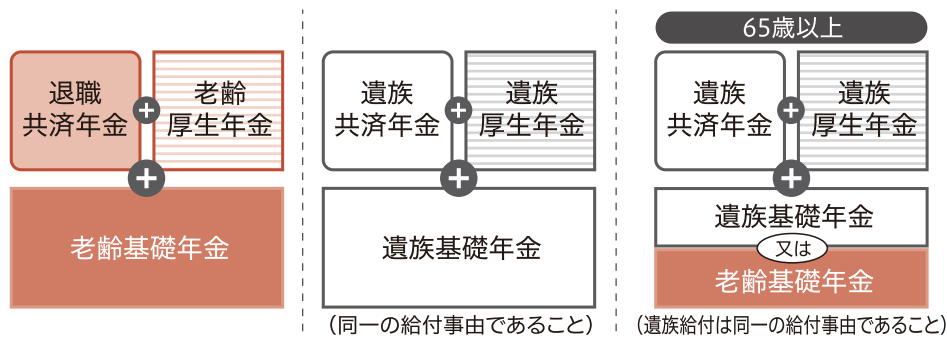 退職
共済年金
+
老齢
厚生年金
+
老齢基礎年金
遺族
共済年金
+
遺族
厚生年金
+
遺族基礎年金
(同一の給付事由であること)
65歳以上
遺族
共済年金
+
遺族
厚生年金
+
遺族基礎年金
又は
老齢基礎年金
(遺族給付は同一の給付事由であること)